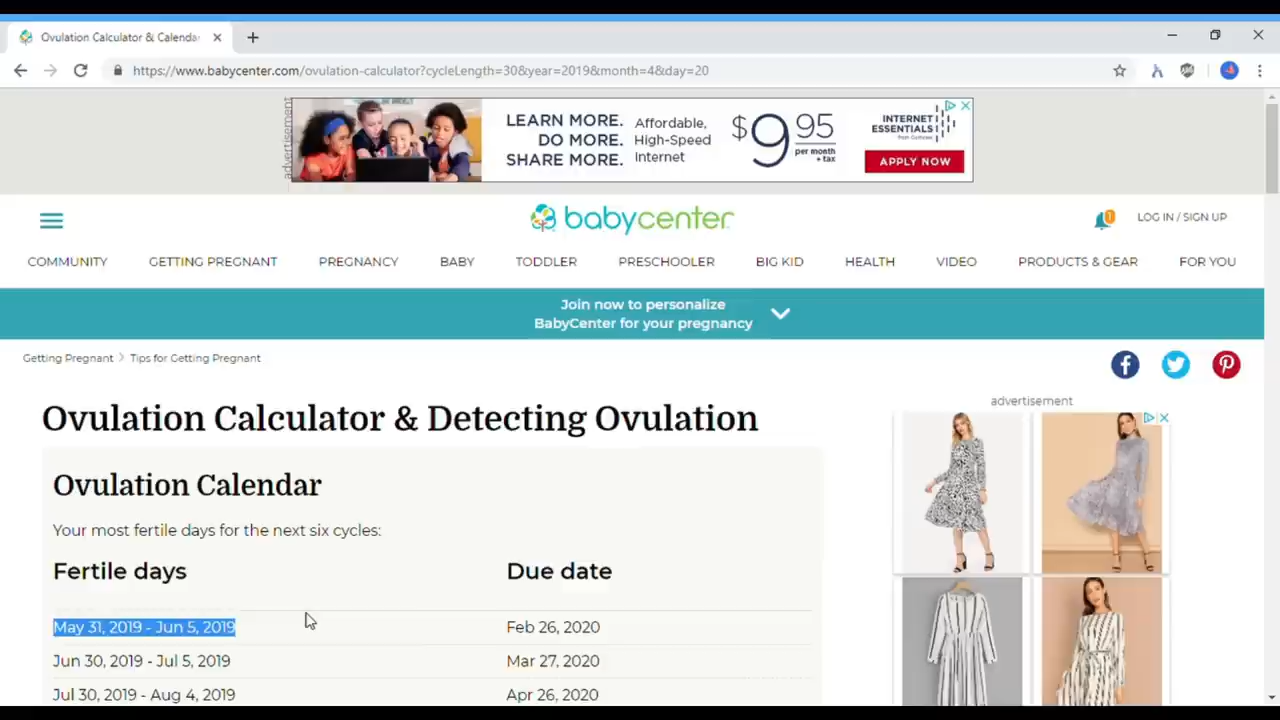 Ovulation Calculator & Calenda
https://www.babycenter.com/ovulation-calculator?cycleLength=30&year=2019&month=4&day=20
advertisement
LEARN MORE.
DO MORE.
SHARE MORE.
Affordable,
High-Speed
Internet
$9.95
per month
+ tax
INTERNET
ESSENTIALS
APPLY NOW
babycenter
1
LOG IN / SIGN UP
COMMUNITY GETTING PREGNANT PREGNANCY BABY TODDLER PRESCHOOLER BIG KID HEALTH VIDEO PRODUCTS & GEAR FOR YOU
Join now to personalize
BabyCenter for your pregnancy
Getting Pregnant > Tips for Getting Pregnant
advertisement
Ovulation Calculator & Detecting Ovulation
Ovulation Calendar
Your most fertile days for the next six cycles:
Fertile days Due date
May 31, 2019 - Jun 5, 2019 Feb 26, 2020
Jun 30, 2019 - Jul 5, 2019 Mar 27, 2020
Jul 30, 2019 - Aug 4, 2019 Apr 26, 2020